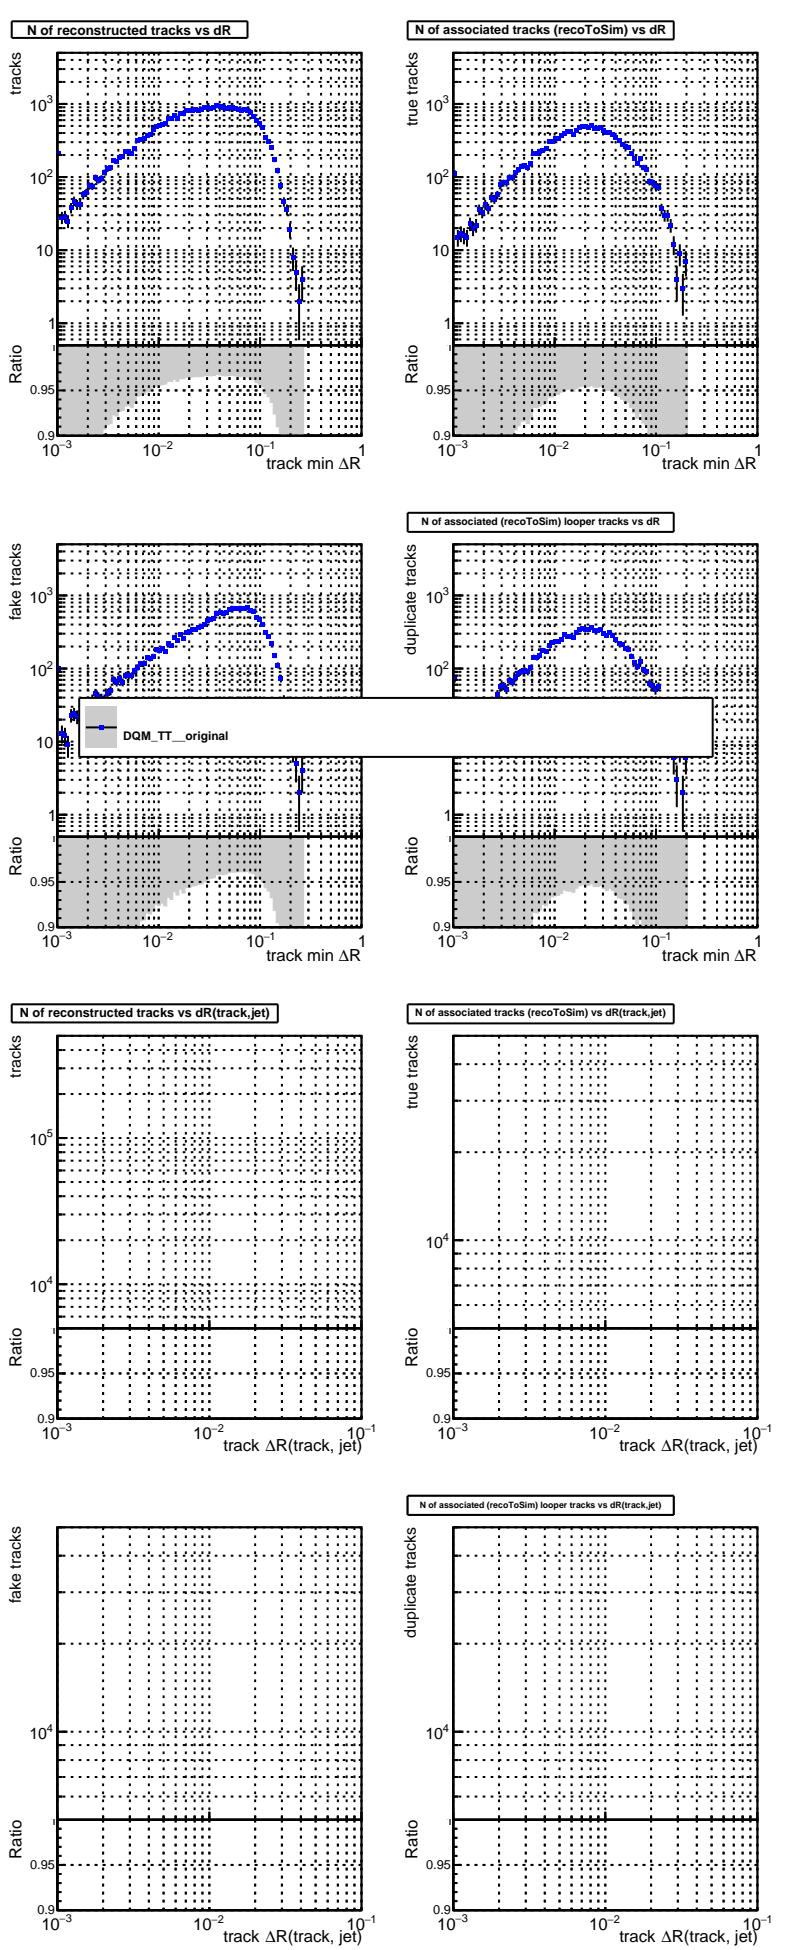 N of reconstructed tracks vs dR
tracks
10³
10²
10
1
Ratio
1
0.95
0.9
10⁻³
10⁻²
10⁻¹
1
track min ΔR
N of associated tracks (recoToSim) vs dR
true tracks
10³
10²
10
1
Ratio
1
0.95
0.9
10⁻³
10⁻²
10⁻¹
1
track min ΔR
fake tracks
10³
10²
10
1
Ratio
1
0.95
0.9
10⁻³
10⁻²
10⁻¹
1
track min ΔR
N of associated (recoToSim) looper tracks vs dR
duplicate tracks
10³
10²
10
1
Ratio
1
0.95
0.9
10⁻³
10⁻²
10⁻¹
1
track min ΔR
DQM_TT__original
N of reconstructed tracks vs dR(track,jet)
tracks
10⁵
10⁴
Ratio
1
0.95
0.9
10⁻³
10⁻²
10⁻¹
track ΔR(track, jet)
N of associated tracks (recoToSim) vs dR(track,jet)
true tracks
10⁴
Ratio
1
0.95
0.9
10⁻³
10⁻²
10⁻¹
track ΔR(track, jet)
fake tracks
10⁴
Ratio
1
0.95
0.9
10⁻³
10⁻²
10⁻¹
track ΔR(track, jet)
N of associated (recoToSim) looper tracks vs dR(track,jet)
duplicate tracks
10⁴
Ratio
1
0.95
0.9
10⁻³
10⁻²
10⁻¹
track ΔR(track, jet)